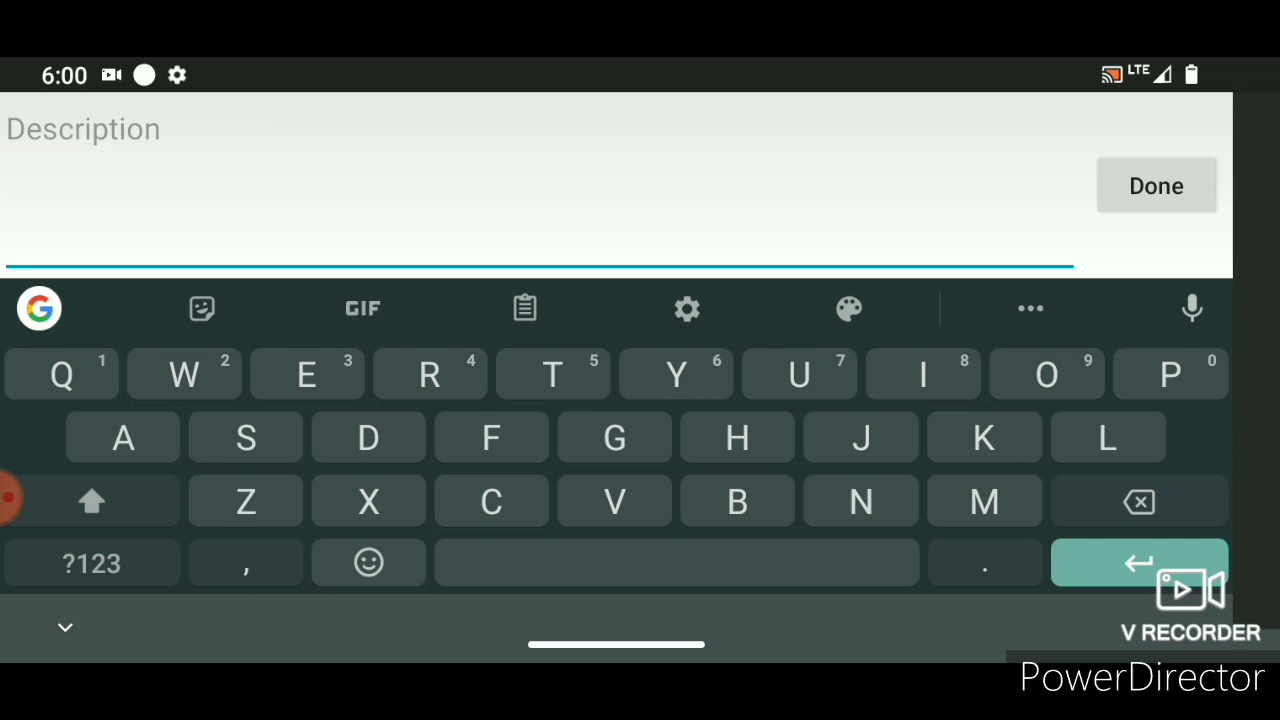 6:00 LTE
Description
Done
G GIF
Q 1 W 2 E 3 R 4 T 5 Y 6 U 7 I 8 O 9 P 0
A S D F G H J K L
Z X C V B N M
?123 , .
V RECORDER
PowerDirector